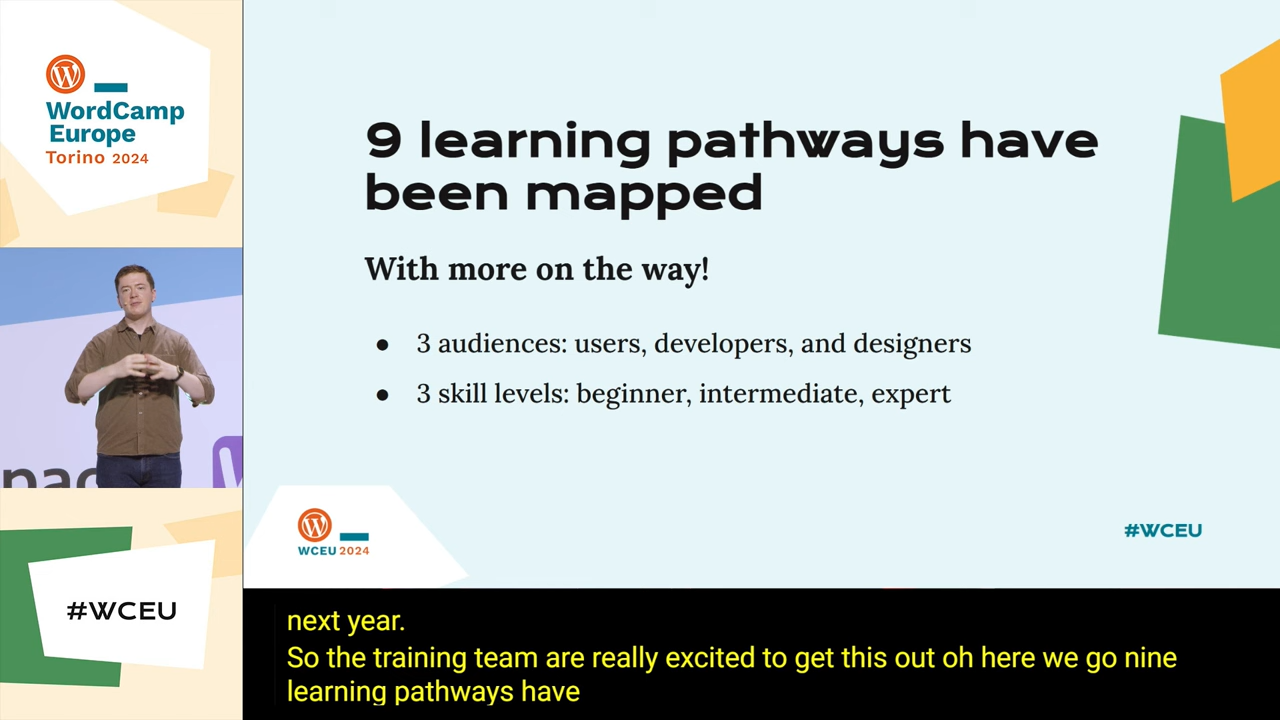 WordCamp
Europe
Torino 2024
#WCEU
9 learning pathways have
been mapped
With more on the way!
● 3 audiences: users, developers, and designers
● 3 skill levels: beginner, intermediate, expert
WCEU 2024
#WCEU
next year.
So the training team are really excited to get this out oh here we go nine
learning pathways have